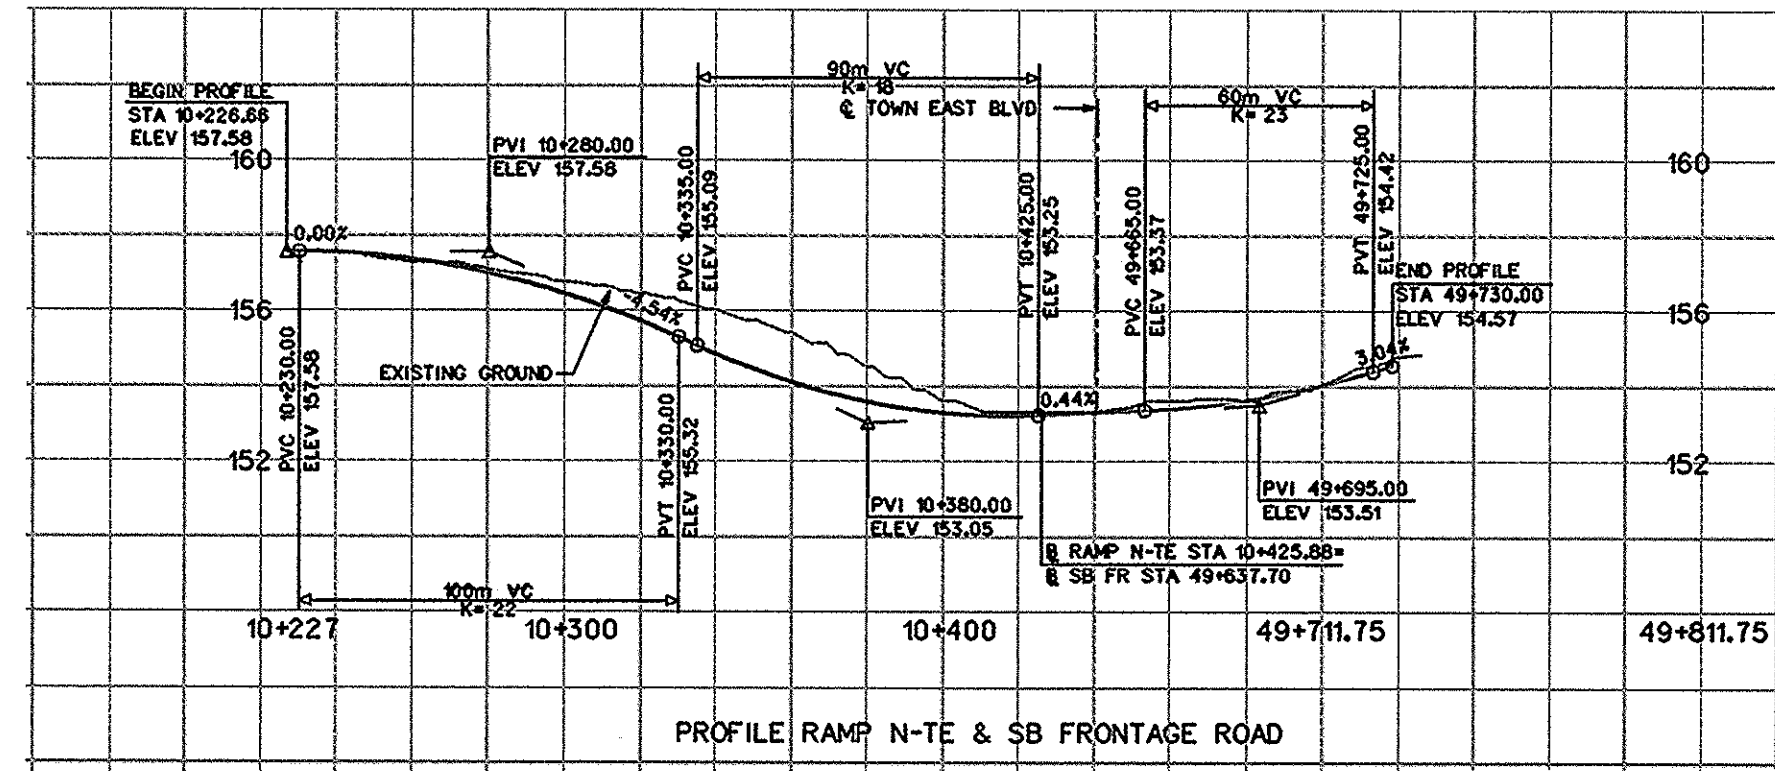 BEGIN PROFILE
STA 10+226.66
ELEV 157.58
160
PVI 10+280.00
ELEV 157.58
90m VC
K= 18
℄ TOWN EAST BLVD
60m VC
K= 23
160
0.00%
PVC 10+335.00
ELEV 155.09
PVT 10+425.00
ELEV 153.25
PVC 49+665.00
ELEV 153.37
PVT 49+725.00
ELEV 154.42
END PROFILE
STA 49+730.00
ELEV 154.57
156
-4.54%
156
EXISTING GROUND
3.04%
0.44%
PVC 10+230.00
ELEV 157.58
152
PVT 10+330.00
ELEV 155.32
152
PVI 10+380.00
ELEV 153.05
PVI 49+695.00
ELEV 153.51
RAMP N-TE STA 10+425.88=
SB FR STA 49+637.70
100m VC
K= 22
10+227
10+300
10+400
49+711.75
49+811.75
PROFILE RAMP N-TE & SB FRONTAGE ROAD